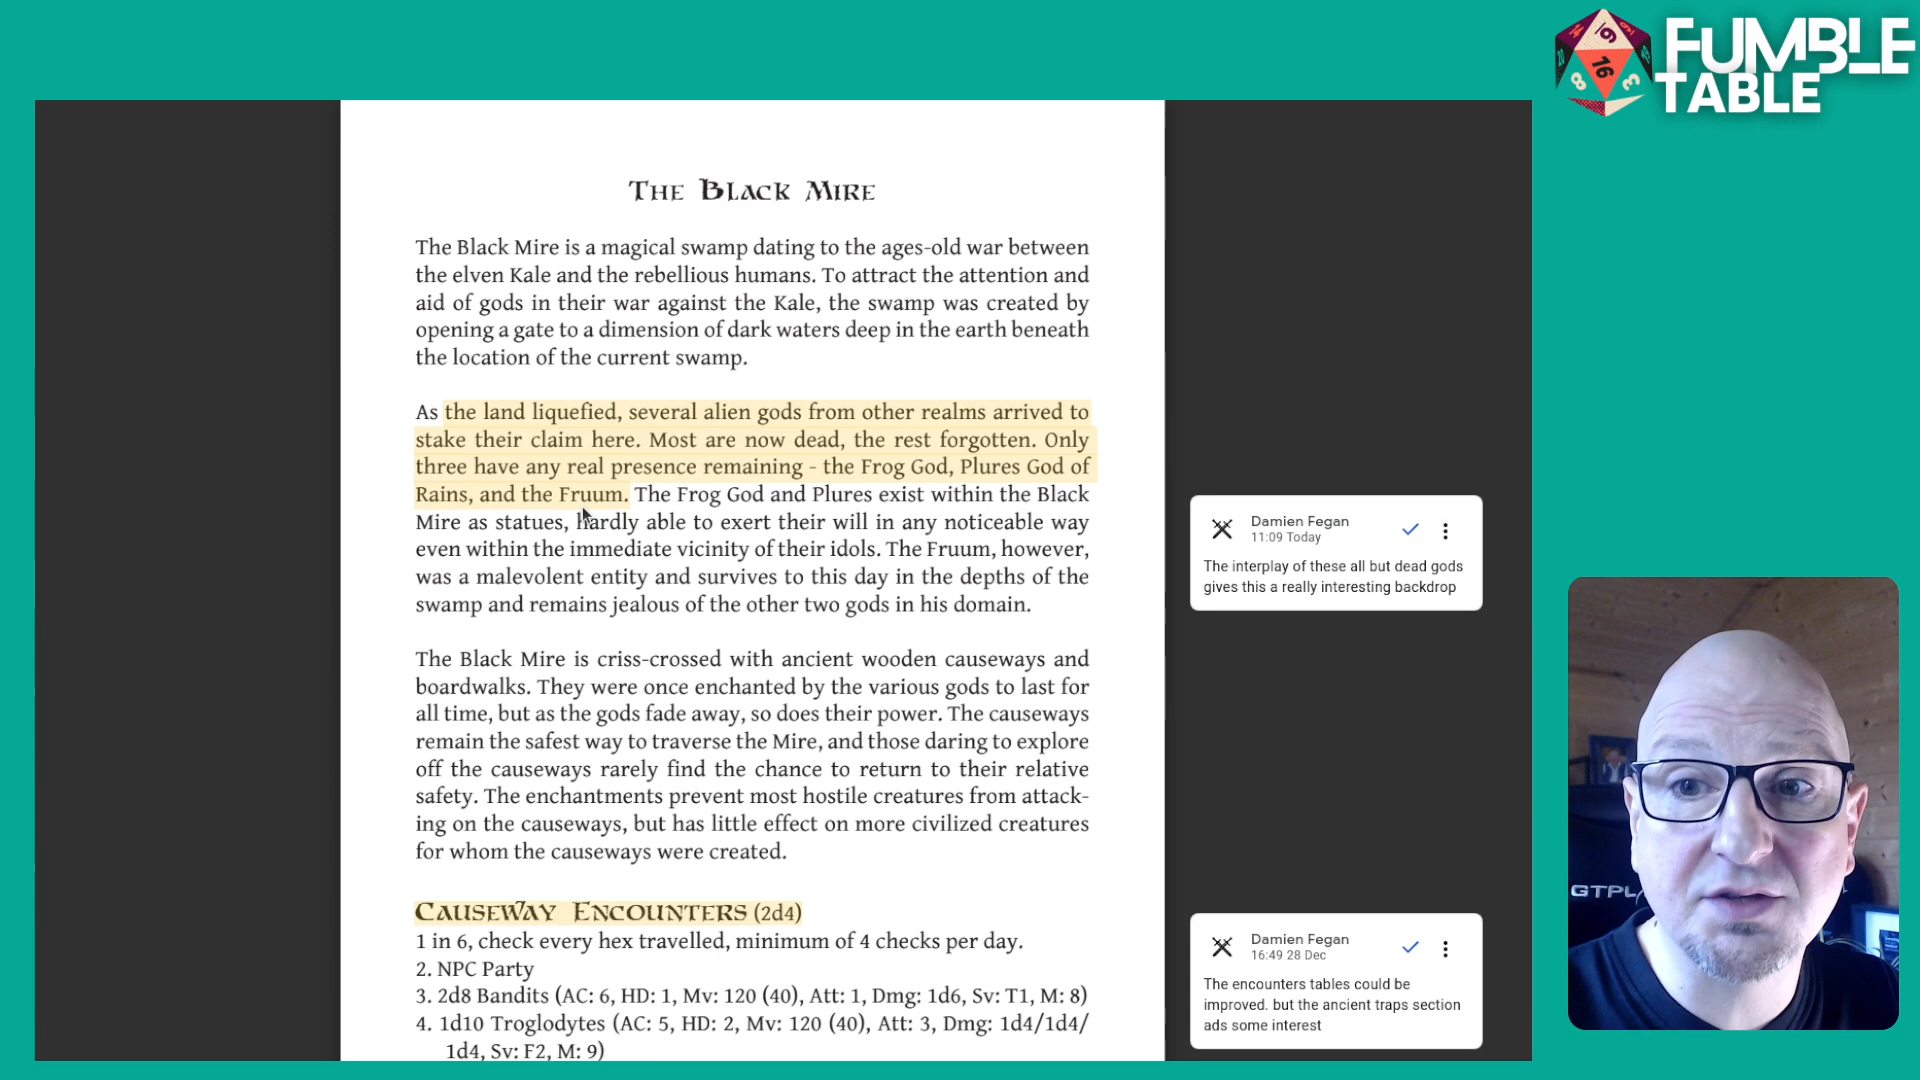 FUMBLE
TABLE
THE BLACK MIRE
The Black Mire is a magical swamp dating to the ages-old war between
the elven Kale and the rebellious humans. To attract the attention and
aid of gods in their war against the Kale, the swamp was created by
opening a gate to a dimension of dark waters deep in the earth beneath
the location of the current swamp.
As the land liquefied, several alien gods from other realms arrived to
stake their claim here. Most are now dead, the rest forgotten. Only
three have any real presence remaining - the Frog God, Plures God of
Rains, and the Fruum. The Frog God and Plures exist within the Black
Mire as statues, hardly able to exert their will in any noticeable way
even within the immediate vicinity of their idols. The Fruum, however,
was a malevolent entity and survives to this day in the depths of the
swamp and remains jealous of the other two gods in his domain.
The Black Mire is criss-crossed with ancient wooden causeways and
boardwalks. They were once enchanted by the various gods to last for
all time, but as the gods fade away, so does their power. The causeways
remain the safest way to traverse the Mire, and those daring to explore
off the causeways rarely find the chance to return to their relative
safety. The enchantments prevent most hostile creatures from attack-
ing on the causeways, but has little effect on more civilized creatures
for whom the causeways were created.
CAUSEWAY ENCOUNTERS (2d4)
1 in 6, check every hex travelled, minimum of 4 checks per day.
2. NPC Party
3. 2d8 Bandits (AC: 6, HD: 1, Mv: 120 (40), Att: 1, Dmg: 1d6, Sv: T1, M: 8)
4. 1d10 Troglodytes (AC: 5, HD: 2, Mv: 120 (40), Att: 3, Dmg: 1d4/1d4/
1d4, Sv: F2, M: 9)
Damien Fegan
11:09 Today
The interplay of these all but dead gods
gives this a really interesting backdrop
Damien Fegan
16:49 28 Dec
The encounters tables could be
improved. but the ancient traps section
ads some interest
16
8
3
GTPL